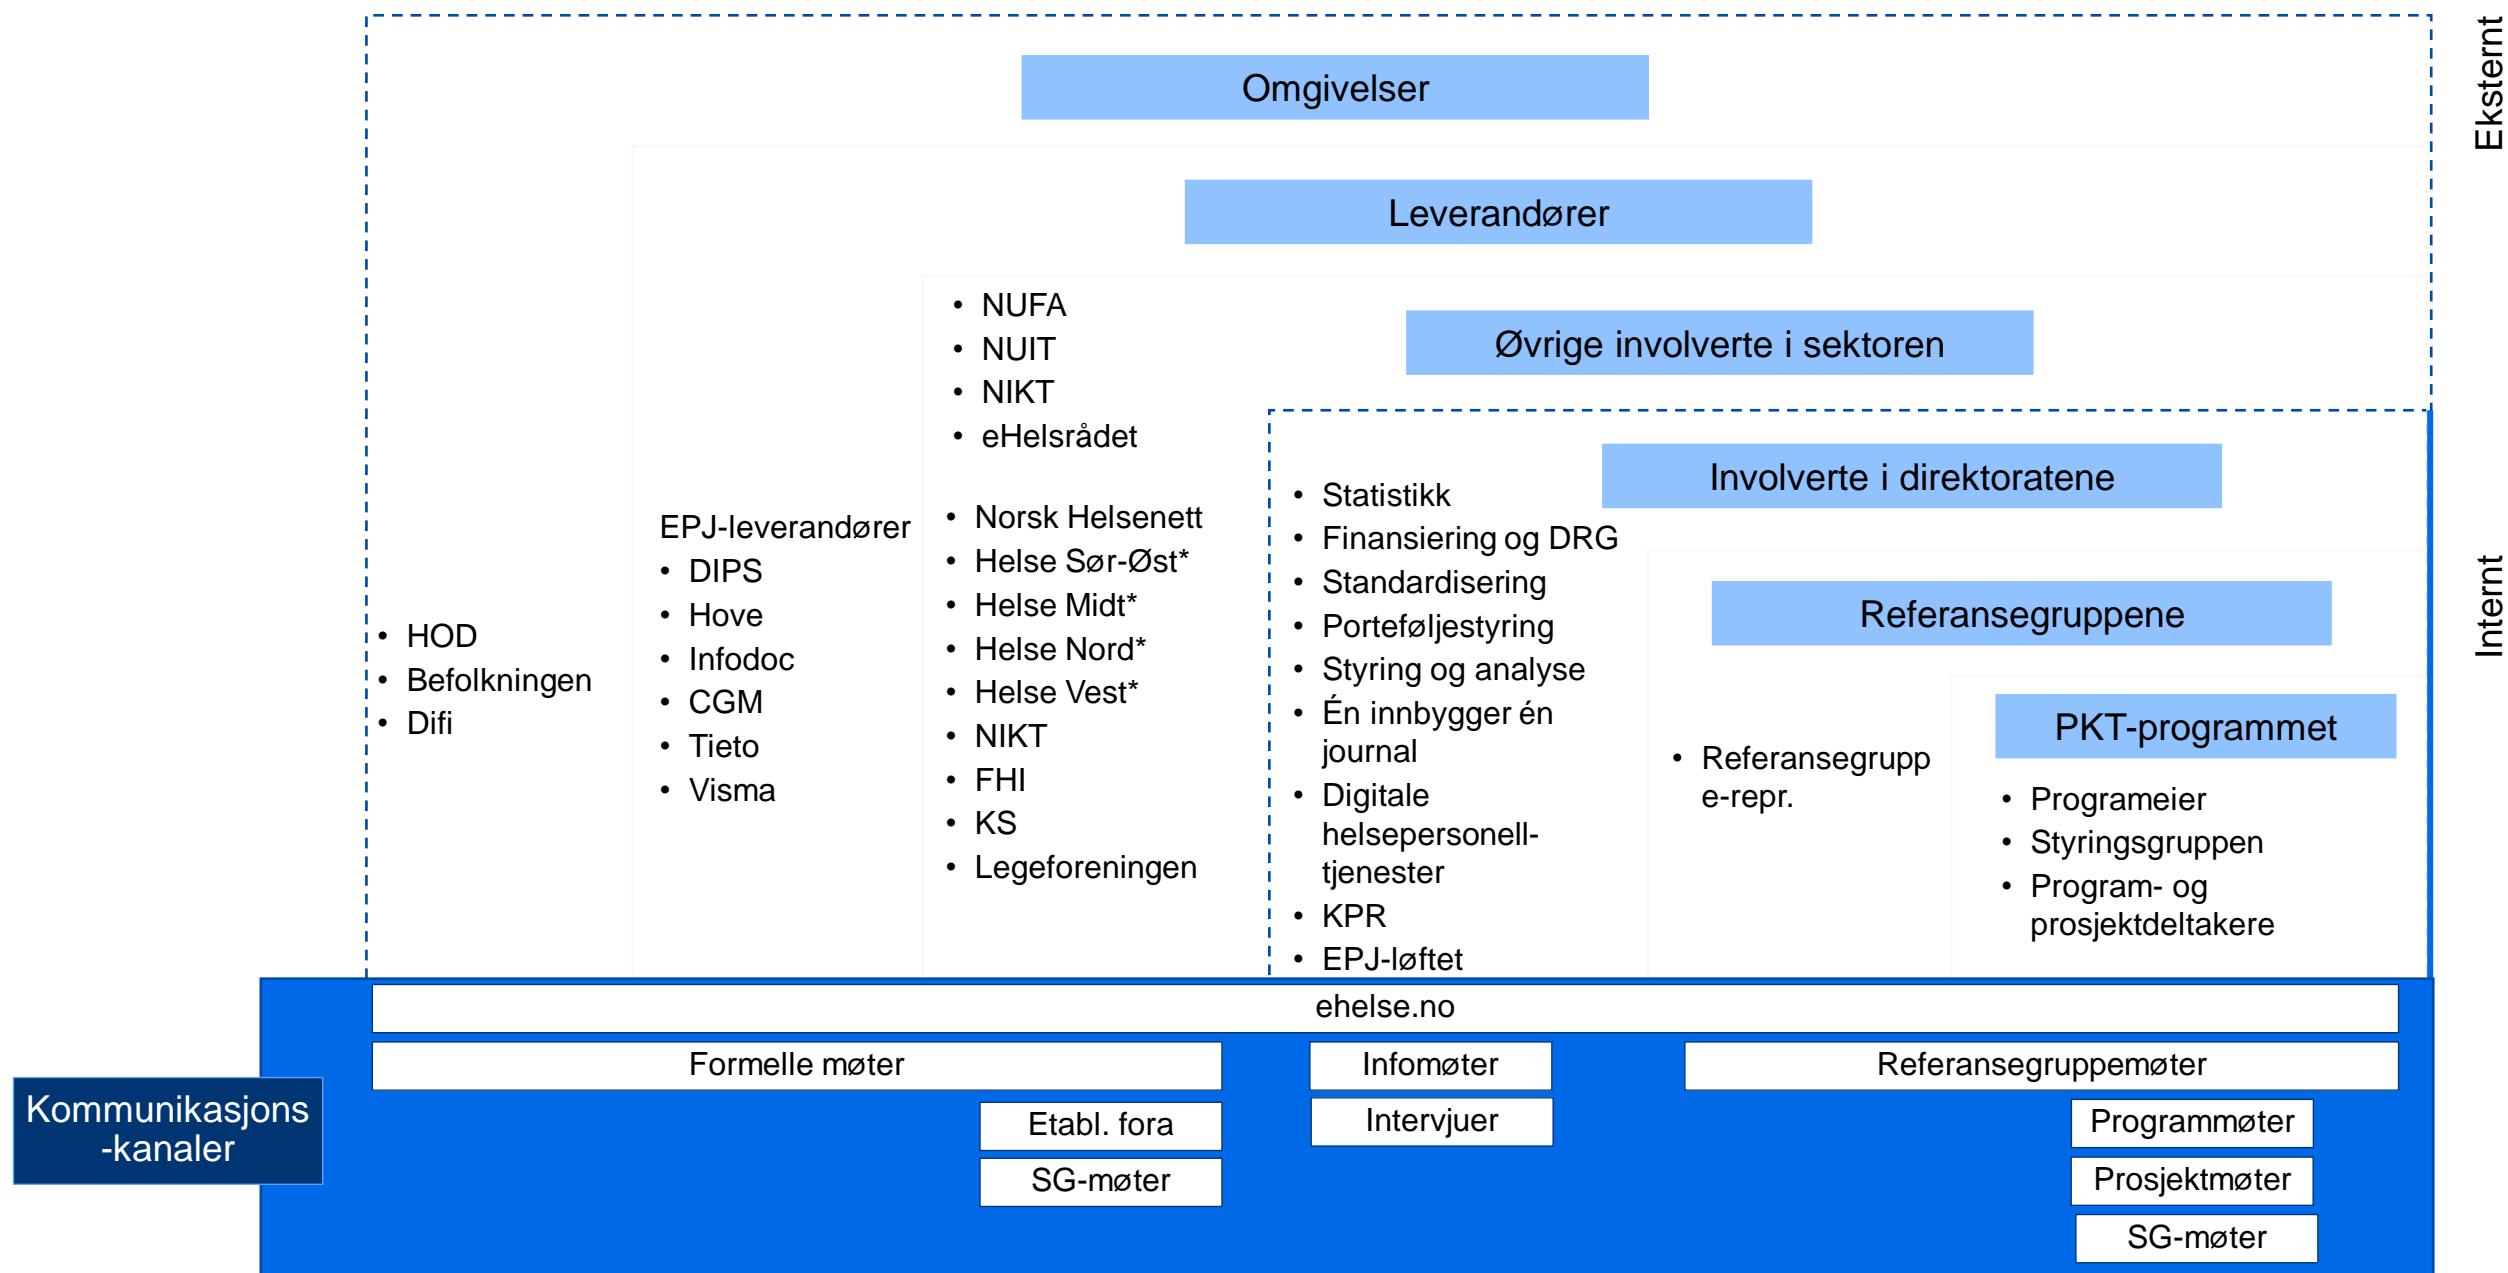 Eksternt
Omgivelser
Leverandører
Øvrige involverte i sektoren
Involverte i direktoratene
Referansegruppene
PKT-programmet
Internt
• HOD
• Befolkningen
• Difi
EPJ-leverandører
• DIPS
• Hove
• Infodoc
• CGM
• Tieto
• Visma
• NUFA
• NUIT
• NIKT
• eHelsrådet
• Norsk Helsenett
• Helse Sør-Øst*
• Helse Midt*
• Helse Nord*
• Helse Vest*
• NIKT
• FHI
• KS
• Legeforeningen
• Statistikk
• Finansiering og DRG
• Standardisering
• Porteføljestyring
• Styring og analyse
• Én innbygger én
journal
• Digitale
helsepersonell-
tjenester
• KPR
• EPJ-løftet
• Referansegrupp
e-repr.
• Programeier
• Styringsgruppen
• Program- og
prosjektdeltakere
Kommunikasjons
-kanaler
ehelse.no
Formelle møter
Infomøter
Referansegruppemøter
Etabl. fora
Intervjuer
Programmøter
SG-møter
Prosjektmøter
SG-møter